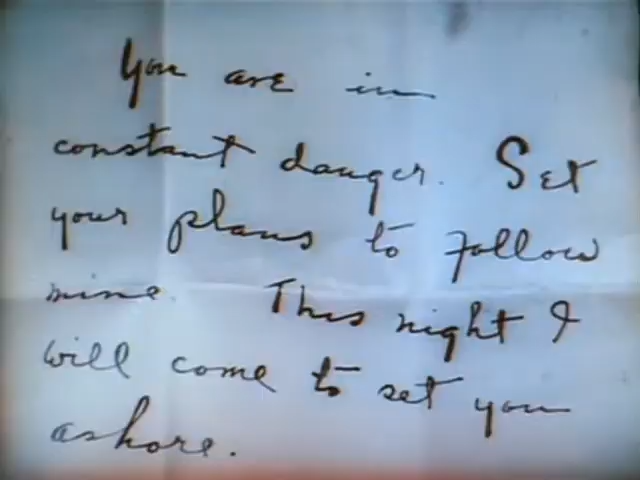 You are in
constant danger. Set
your plans to follow
mine. This night I
will come to set you
ashore.